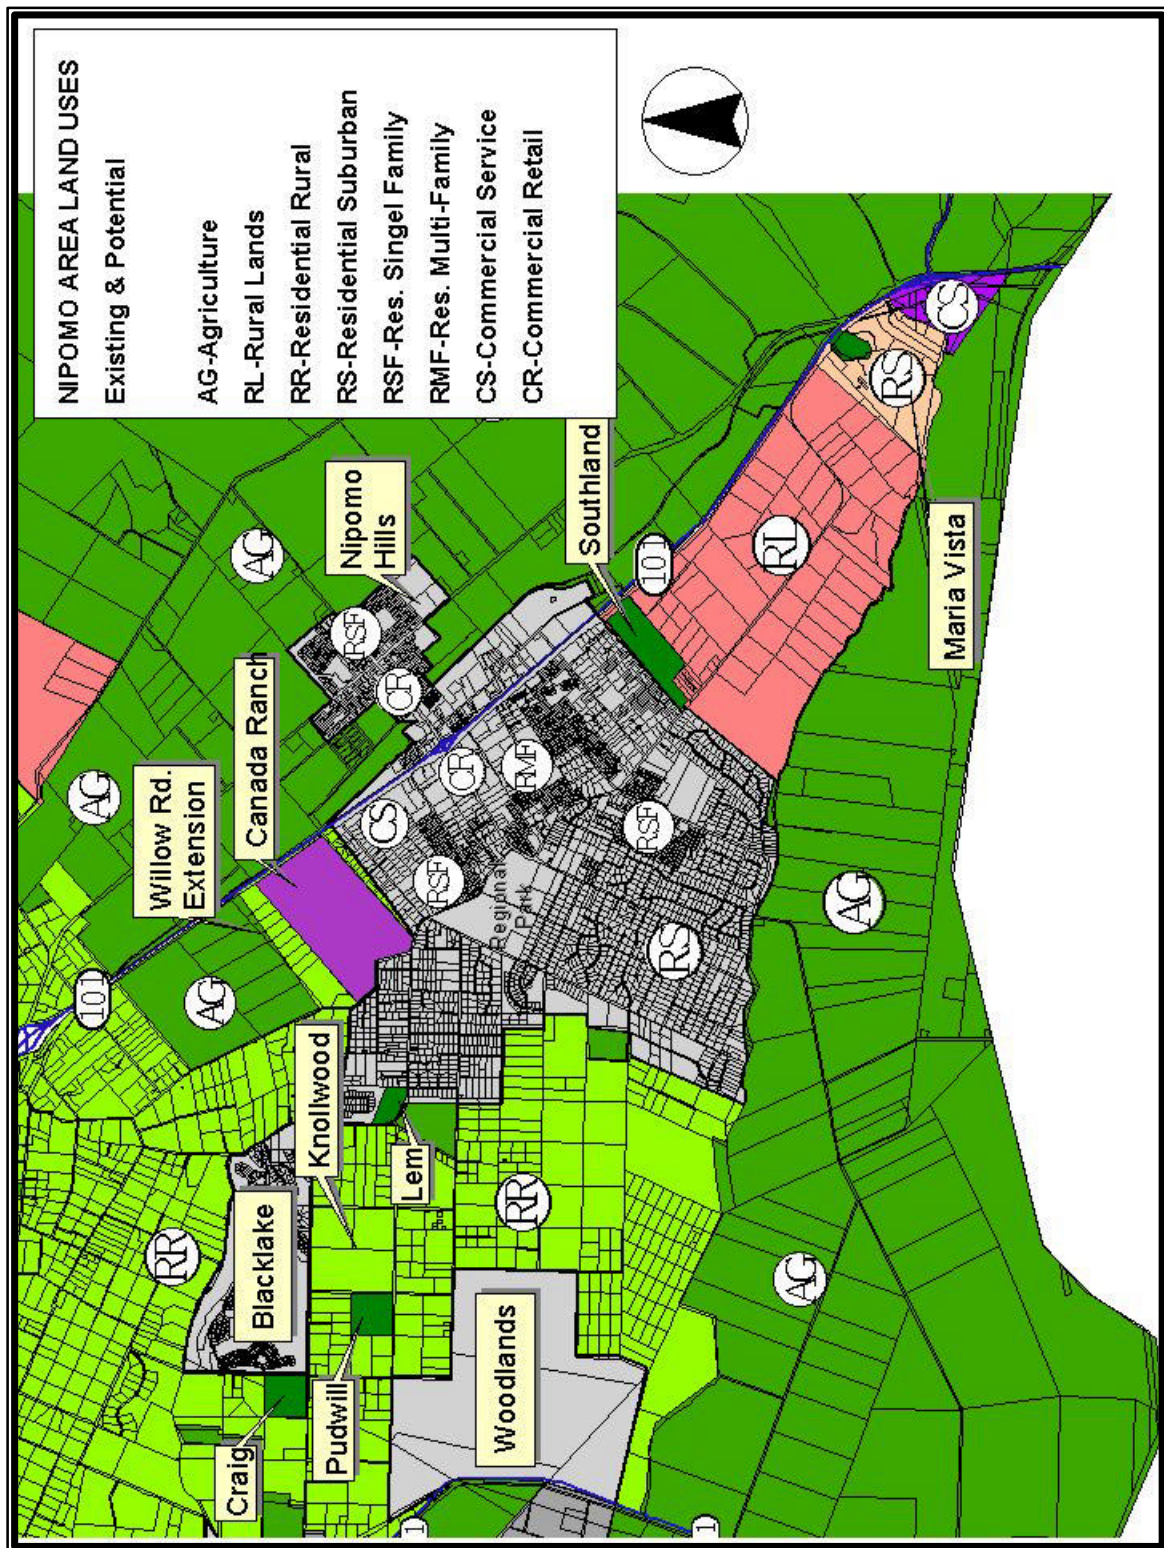 NIPOMO AREA LAND USES
Existing & Potential
AG-Agriculture
RL-Rural Lands
RR-Residential Rural
RS-Residential Suburban
RSF-Res. Singel Family
RMF-Res. Multi-Family
CS-Commercial Service
CR-Commercial Retail
101
AG
Willow Rd.
Extension
AG
Canada Ranch
AG
Nipomo
Hills
RSF
CR
RR
AG
Craig
Blacklake
Knollwood
CS
CR
Pudwill
Lem
RSF
RMF
Southland
1
Regional
Park
RSF
101
Woodlands
RR
RS
RL
1
AG
AG
RS
CS
Maria Vista